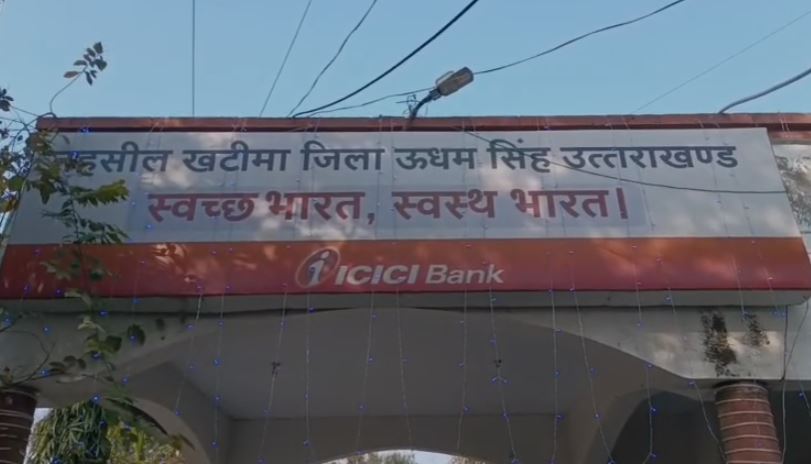 तहसील खटीमा जिला ऊधम सिंह उत्तराखण्ड
स्वच्छ भारत, स्वस्थ भारत।
ICICI Bank